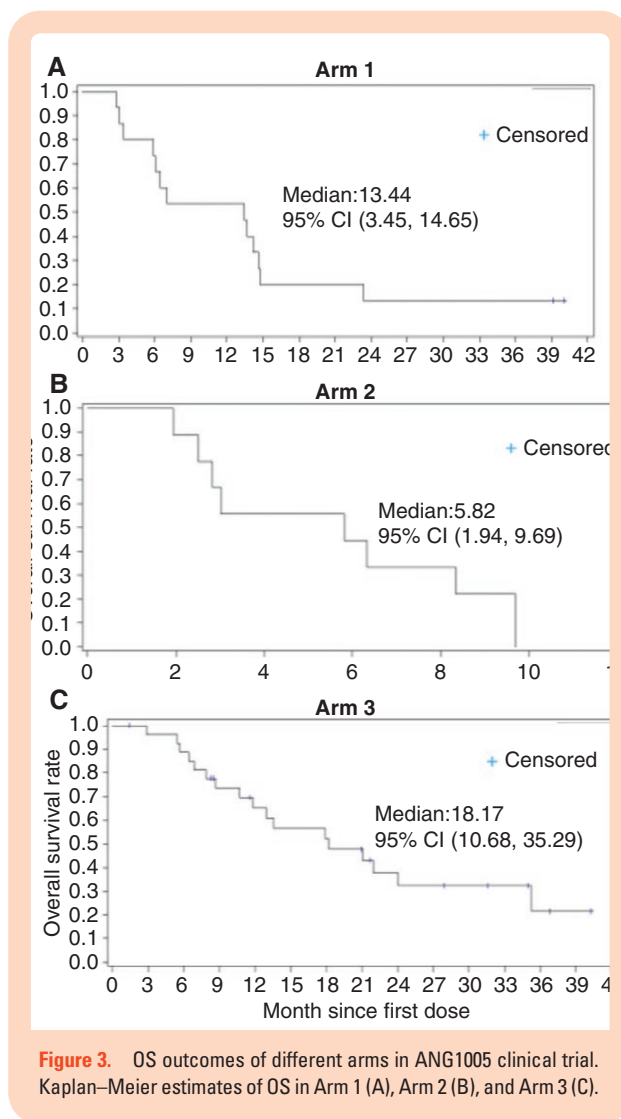 A
Arm 1
1.0
0.9
0.8
0.7
0.6
0.5
0.4
0.3
0.2
0.1
0.0
+ Censored
Median:13.44
95% CI (3.45, 14.65)
0 3 6 9 12 15 18 21 24 27 30 33 36 39 42
B
Arm 2
1.0
0.9
0.8
0.7
0.6
0.5
0.4
0.3
0.2
0.1
0.0
+ Censored
Median:5.82
95% CI (1.94, 9.69)
0 2 4 6 8 10
C
Arm 3
Overall survival rate
1.0
0.9
0.8
0.7
0.6
0.5
0.4
0.3
0.2
0.1
0.0
+ Censored
Median:18.17
95% CI (10.68, 35.29)
0 3 6 9 12 15 18 21 24 27 30 33 36 39
Month since first dose
Figure 3. OS outcomes of different arms in ANG1005 clinical trial.
Kaplan–Meier estimates of OS in Arm 1 (A), Arm 2 (B), and Arm 3 (C).